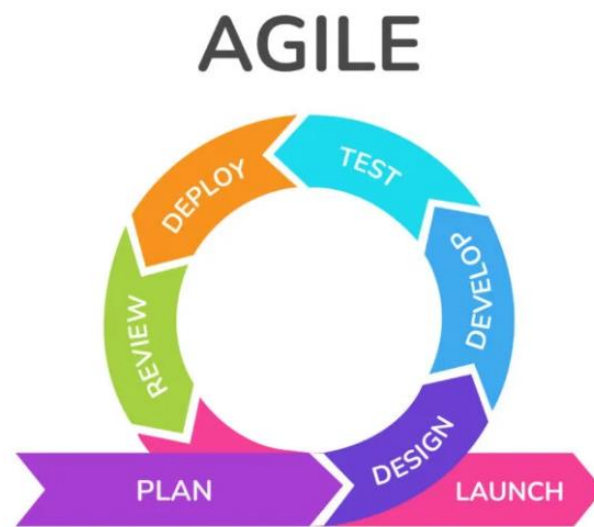 AGILE
TEST
DEPLOY
DEVELOP
REVIEW
DESIGN
PLAN
LAUNCH